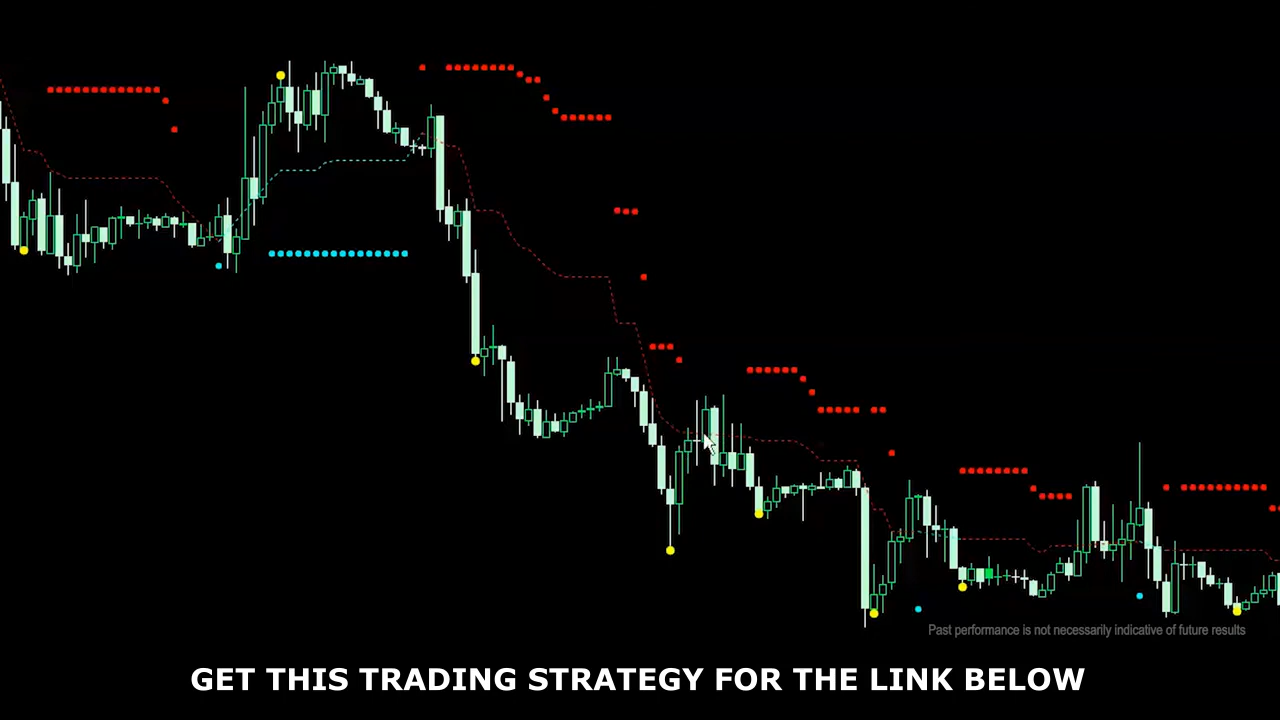 Past performance is not necessarily indicative of future results
GET THIS TRADING STRATEGY FOR THE LINK BELOW